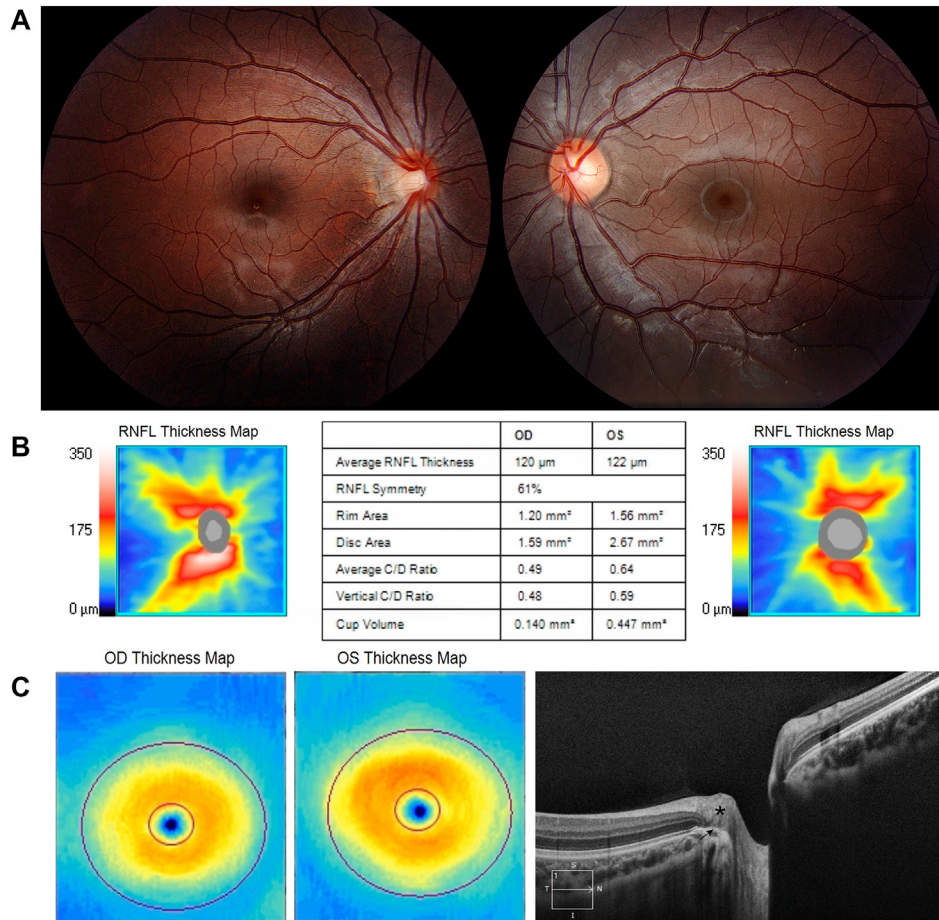 A
B
RNFL Thickness Map
350
175
0 µm
OD OS
Average RNFL Thickness 120 µm 122 µm
RNFL Symmetry 61%
Rim Area 1.20 mm² 1.56 mm²
Disc Area 1.59 mm² 2.67 mm²
Average C/D Ratio 0.49 0.64
Vertical C/D Ratio 0.48 0.59
Cup Volume 0.140 mm³ 0.447 mm³
RNFL Thickness Map
350
175
0 µm
C
OD Thickness Map
OS Thickness Map
*
S
1
T N
I